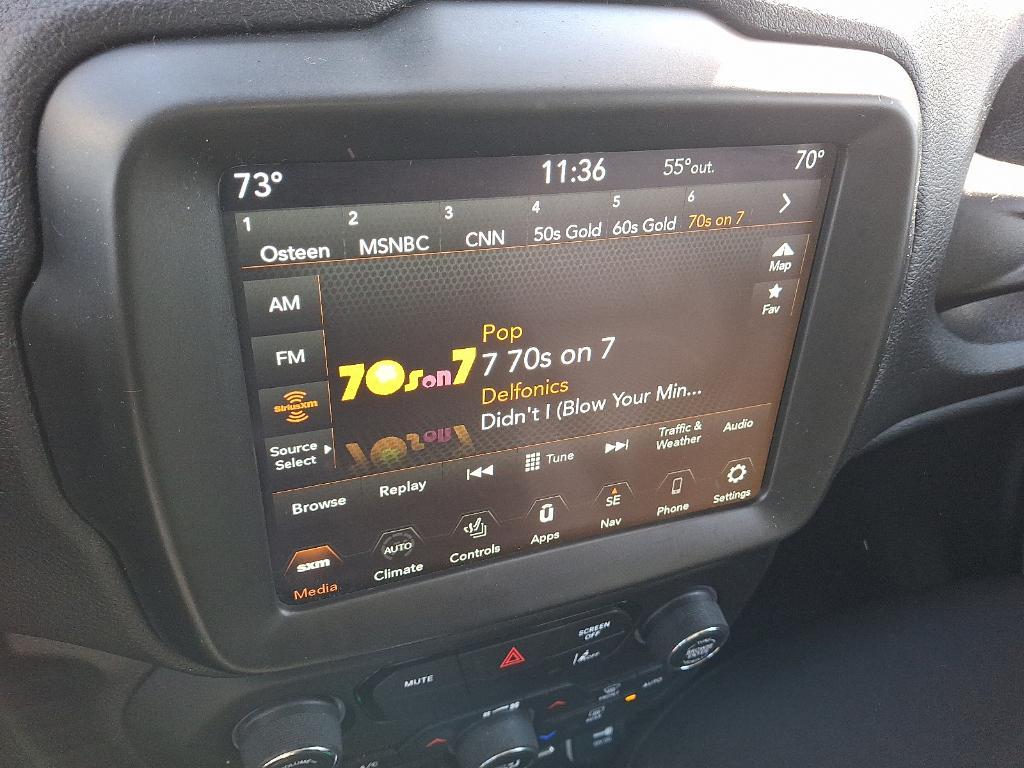 73° 11:36 55°out. 70°
1 2 3 4 5 6
Osteen MSNBC CNN 50s Gold 60s Gold 70s on 7
AM
Map
Fav
FM
Pop
70s on 7
7 70s on 7
siriusxm
Delfonics
Didn't I (Blow Your Min...
Source
Select
Browse Replay Tune Traffic &
Weather Audio
sxm
Media
AUTO
Climate
Controls
Apps
SE
Nav
Phone
Settings
SCREEN
OFF
MUTE
OFF
AUTO
VOLUME
A/C